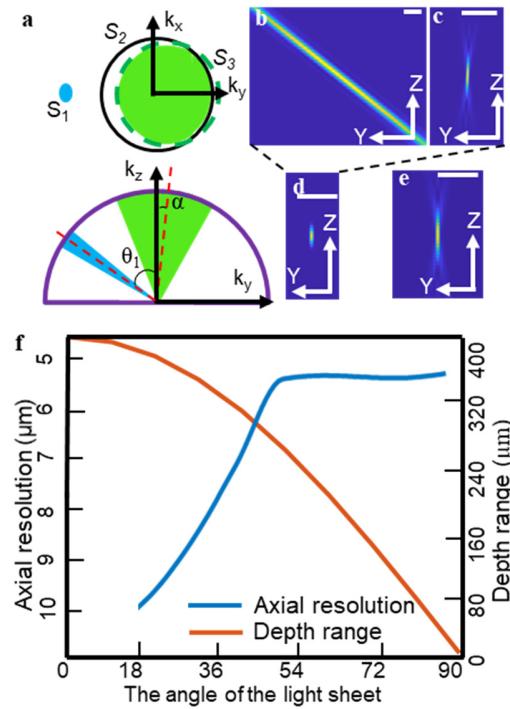 a
S2
kx
S3
ky
S1
kz
α
θ1
ky
b
Z
Y
c
Z
Y
d
Z
Y
e
Z
Y
f
Axial resolution (μm)
5
6
7
8
9
10
Axial resolution
Depth range
400
320
240
160
80
0
Depth range (μm)
0 18 36 54 72 90
The angle of the light sheet